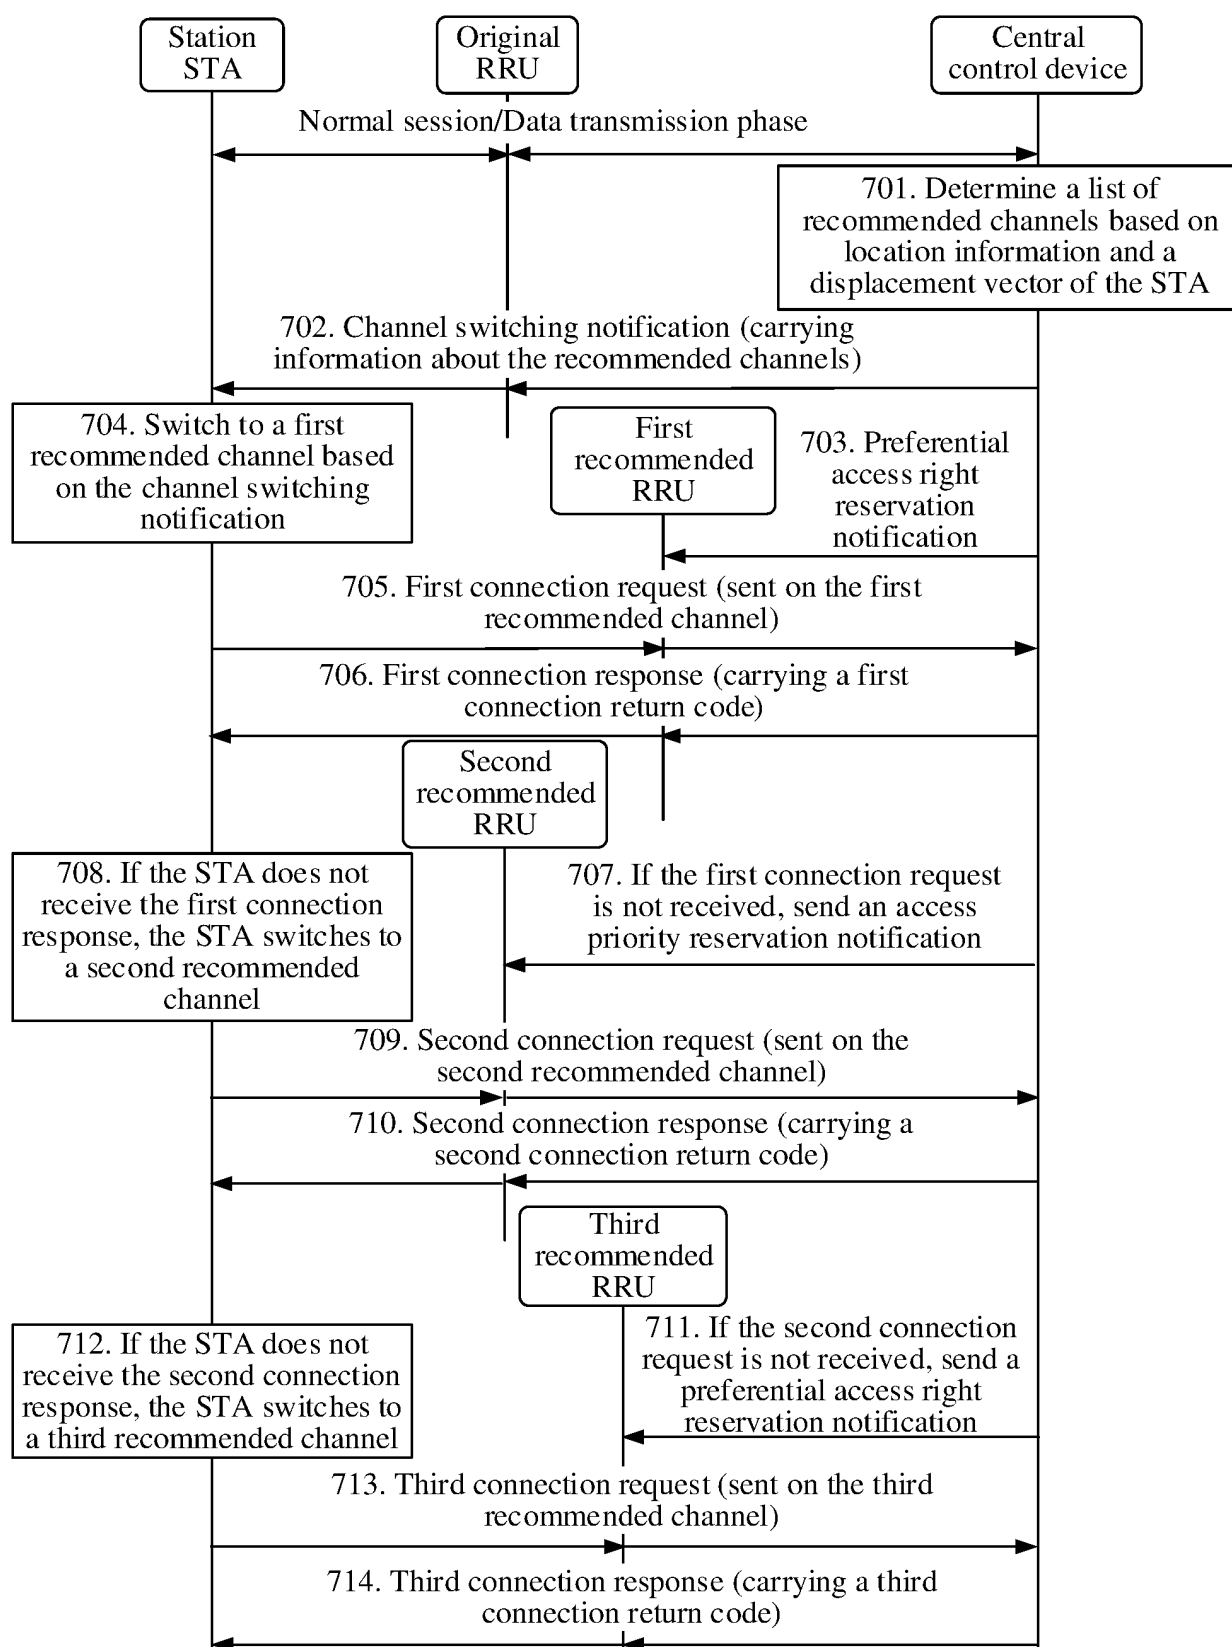 Station
STA
Original
RRU
Central
control device
Normal session/Data transmission phase
701. Determine a list of
recommended channels based on
location information and a
displacement vector of the STA
702. Channel switching notification (carrying
information about the recommended channels)
704. Switch to a first
recommended channel based
on the channel switching
notification
First
recommended
RRU
703. Preferential
access right
reservation
notification
705. First connection request (sent on the first
recommended channel)
706. First connection response (carrying a first
connection return code)
Second
recommended
RRU
708. If the STA does not
receive the first connection
response, the STA switches to
a second recommended
channel
707. If the first connection request
is not received, send an access
priority reservation notification
709. Second connection request (sent on the
second recommended channel)
710. Second connection response (carrying a
second connection return code)
Third
recommended
RRU
712. If the STA does not
receive the second connection
response, the STA switches to
a third recommended channel
711. If the second connection
request is not received, send a
preferential access right
reservation notification
713. Third connection request (sent on the third
recommended channel)
714. Third connection response (carrying a third
connection return code)